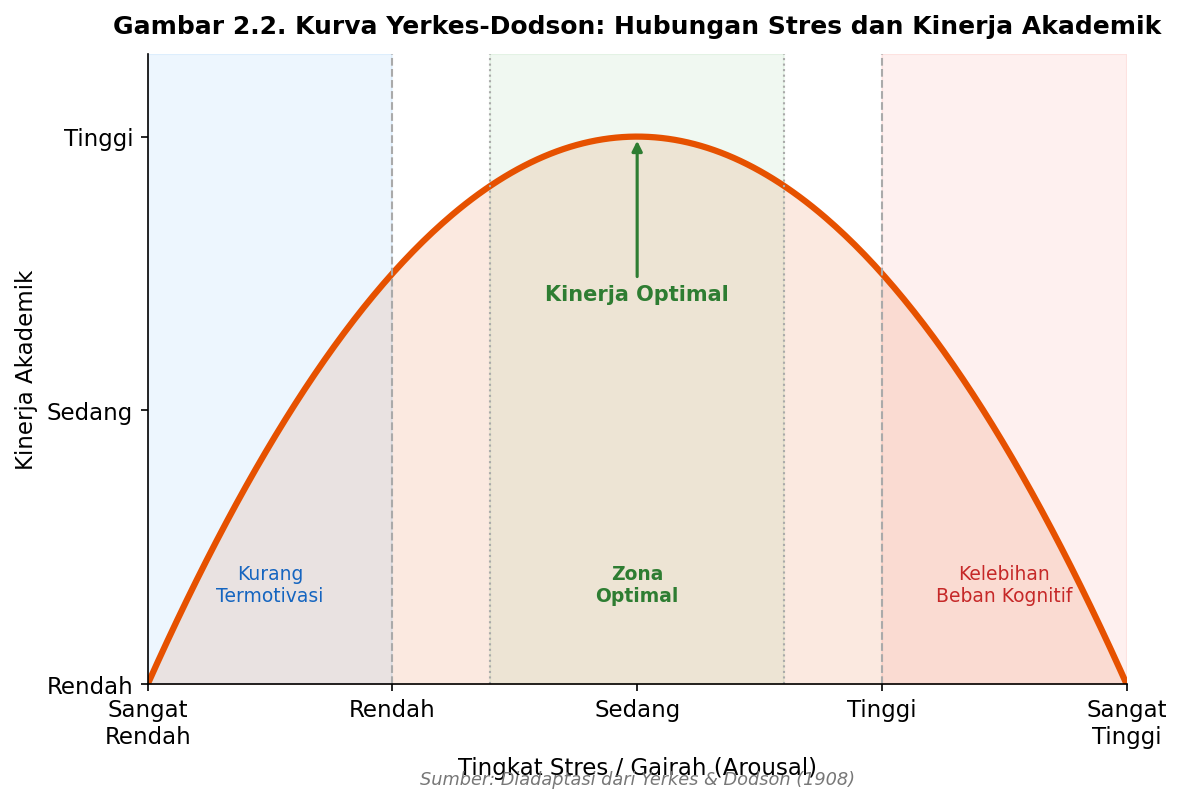 Gambar 2.2. Kurva Yerkes-Dodson: Hubungan Stres dan Kinerja Akademik
Kinerja Akademik
Tinggi
Sedang
Rendah
Kinerja Optimal
Kurang
Termotivasi
Zona
Optimal
Kelebihan
Beban Kognitif
Sangat
Rendah
Rendah
Sedang
Tinggi
Sangat
Tinggi
Tingkat Stres / Gairah (Arousal)
Sumber: Diadaptasi dari Yerkes & Dodson (1908)